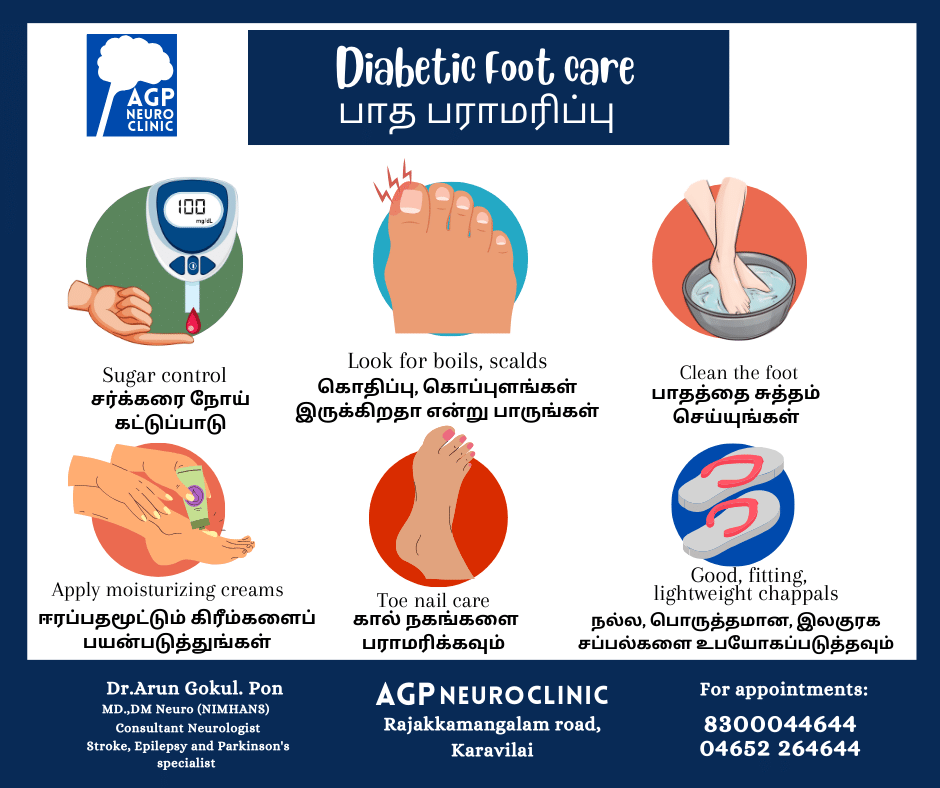 AGP
NEURO
CLINIC
Diabetic Foot care
பாத பராமரிப்பு
100
mg/dL
Sugar control
சர்க்கரை நோய்
கட்டுப்பாடு
Look for boils, scalds
கொதிப்பு, கொப்புளங்கள்
இருக்கிறதா என்று பாருங்கள்
Clean the foot
பாதத்தை சுத்தம்
செய்யுங்கள்
Apply moisturizing creams
ஈரப்பதமூட்டும் கிரீம்களைப்
பயன்படுத்துங்கள்
Toe nail care
கால் நகங்களை
பராமரிக்கவும்
Good, fitting,
lightweight chappals
நல்ல, பொருத்தமான, இலகுரக
சப்பல்களை உபயோகப்படுத்தவும்
Dr.Arun Gokul. Pon
MD.,DM Neuro (NIMHANS)
Consultant Neurologist
Stroke, Epilepsy and Parkinson's
specialist
AGP NEURO CLINIC
Rajakkamangalam road,
Karavilai
For appointments:
8300044644
04652 264644